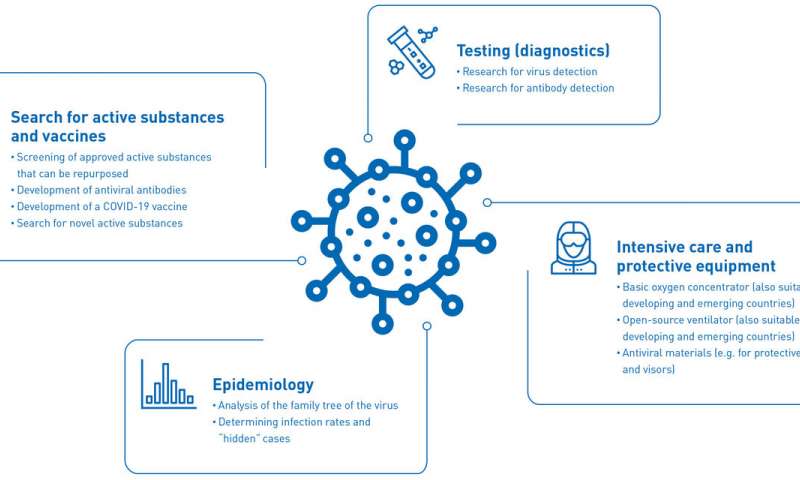 Testing (diagnostics)
• Research for virus detection
• Research for antibody detection
Search for active substances
and vaccines
• Screening of approved active substances
that can be repurposed
• Development of antiviral antibodies
• Development of a COVID-19 vaccine
• Search for novel active substances
Intensive care and
protective equipment
• Basic oxygen concentrator (also
developing and emerging countries)
• Open-source ventilator (also suitable
developing and emerging countries)
• Antiviral materials (e.g. for protective
and visors)
Epidemiology
• Analysis of the family tree of the virus
• Determining infection rates and
"hidden" cases